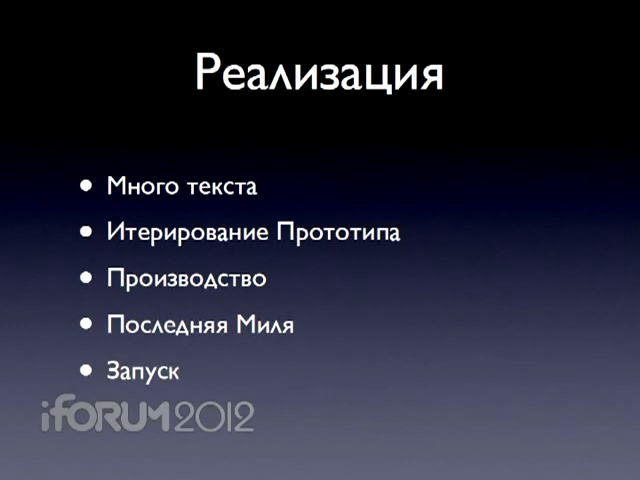 Реализация
• Много текста
• Итерирование Прототипа
• Производство
• Последняя Миля
• Запуск
iFORUM2012